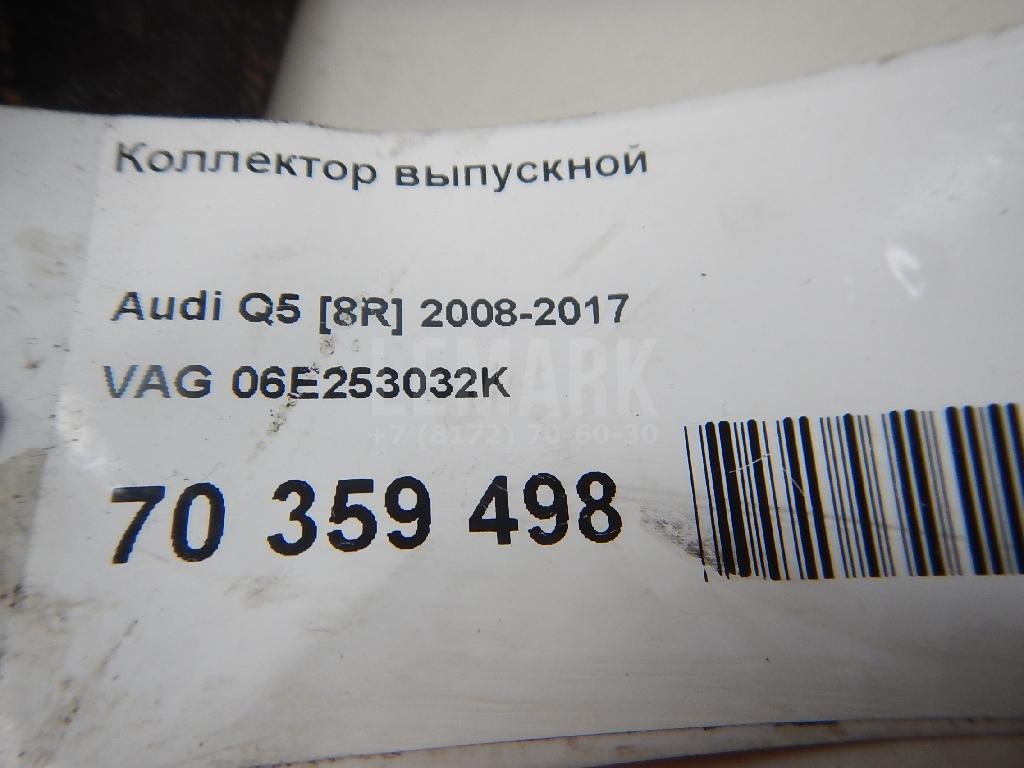 Коллектор выпускной
Audi Q5 [8R] 2008-2017
VAG 06E253032K
LEMARK
+7 (8172) 70-60-30
70 359 498